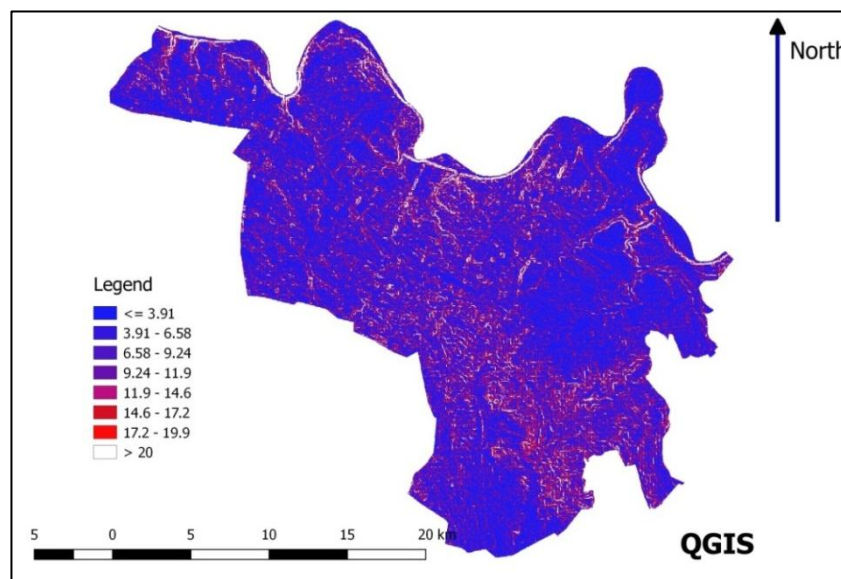 North
Legend
<= 3.91
3.91 - 6.58
6.58 - 9.24
9.24 - 11.9
11.9 - 14.6
14.6 - 17.2
17.2 - 19.9
> 20
5 0 5 10 15 20 km
QGIS